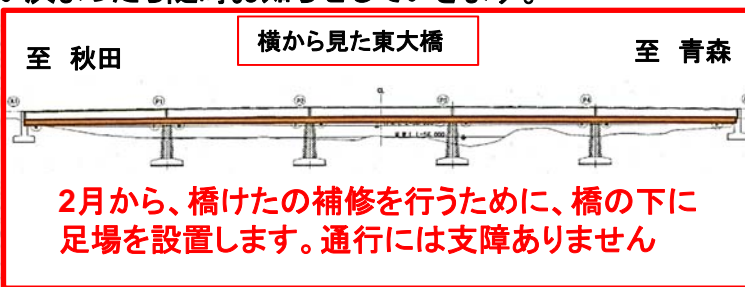 横から見た東大橋
至 秋田
至 青森
P1
CL
2月から、橋けたの補修を行うために、橋の下に
足場を設置します。通行には支障ありません